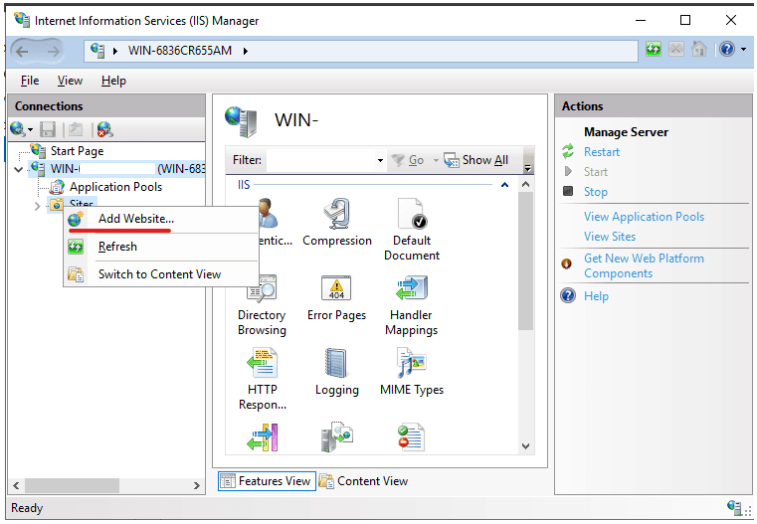 Internet Information Services (IIS) Manager
WIN-6836CR655AM
File View Help
Connections
Start Page
WIN- (WIN-683
Application Pools
Sites
Add Website...
Refresh
Switch to Content View
WIN-
Filter: Go Show All
IIS
entic... Compression Default
Document
404
Directory
Browsing
Error Pages
Handler
Mappings
HTTP
Respon...
Logging
MIME Types
Features View Content View
Actions
Manage Server
Restart
Start
Stop
View Application Pools
View Sites
Get New Web Platform
Components
Help
Ready